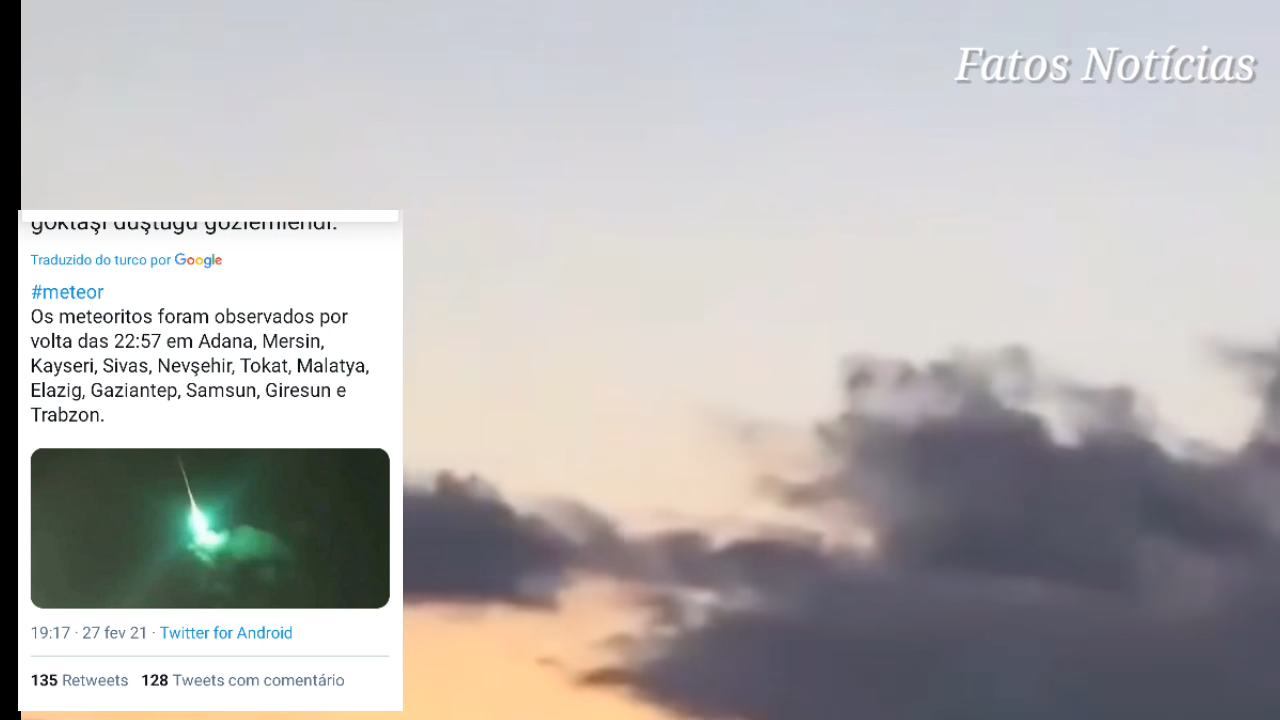 Fatos Notícias
göktaşı düştüğü gözlemlendi.
Traduzido do turco por Google
#meteor
Os meteoritos foram observados por
volta das 22:57 em Adana, Mersin,
Kayseri, Sivas, Nevşehir, Tokat, Malatya,
Elazig, Gaziantep, Samsun, Giresun e
Trabzon.
19:17 · 27 fev 21 · Twitter for Android
135 Retweets 128 Tweets com comentário